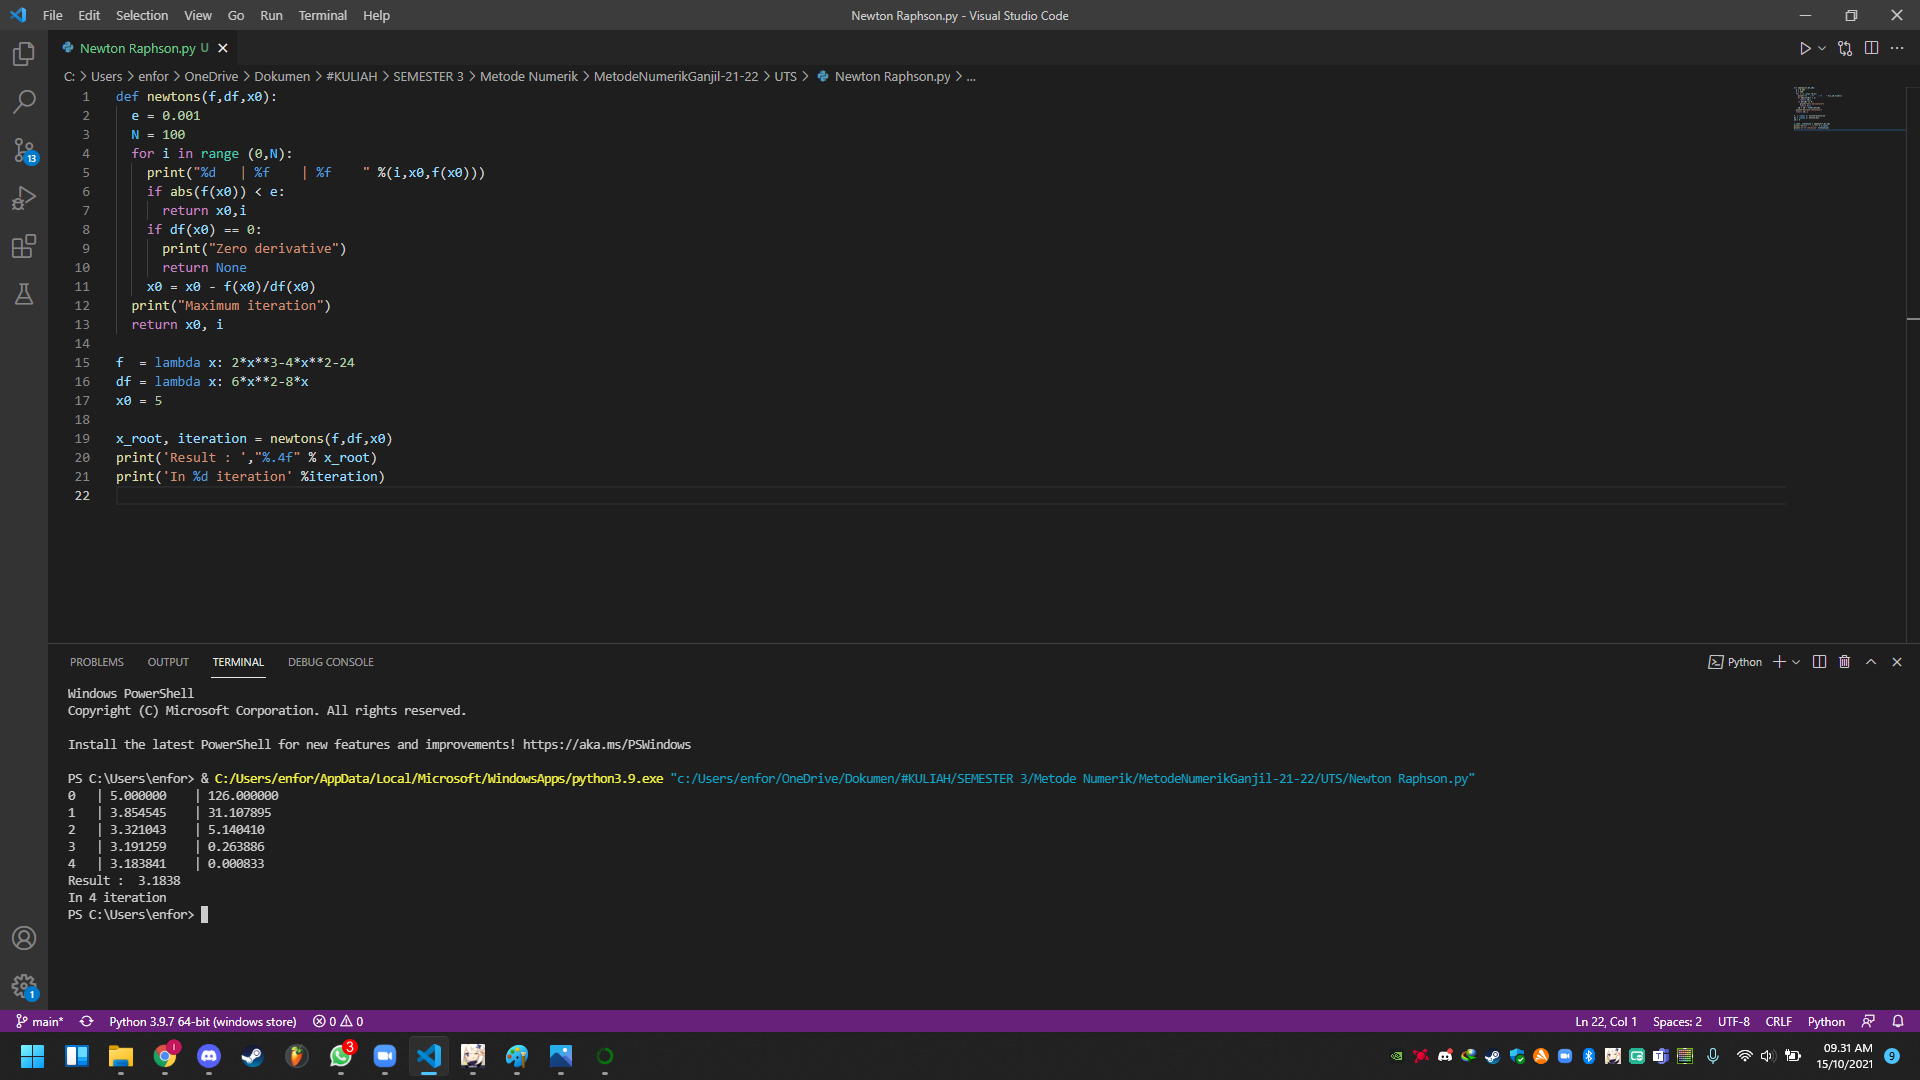 File Edit Selection View Go Run Terminal Help
Newton Raphson.py - Visual Studio Code
Newton Raphson.py U
C: > Users > enfor > OneDrive > Dokumen > #KULIAH > SEMESTER 3 > Metode Numerik > MetodeNumerikGanjil-21-22 > UTS > Newton Raphson.py > ...
1 def newtons(f,df,x0):
2   e = 0.001
3   N = 100
4   for i in range (0,N):
5     print("%d   | %f    | %f    " %(i,x0,f(x0)))
6     if abs(f(x0)) < e:
7       return x0,i
8     if df(x0) == 0:
9       print("Zero derivative")
10       return None
11     x0 = x0 - f(x0)/df(x0)
12   print("Maximum iteration")
13   return x0, i
14
15 f  = lambda x: 2*x**3-4*x**2-24
16 df = lambda x: 6*x**2-8*x
17 x0 = 5
18
19 x_root, iteration = newtons(f,df,x0)
20 print('Result : ',"%.4f" % x_root)
21 print('In %d iteration' %iteration)
22
13
PROBLEMS OUTPUT TERMINAL DEBUG CONSOLE
Python
Windows PowerShell
Copyright (C) Microsoft Corporation. All rights reserved.
Install the latest PowerShell for new features and improvements! https://aka.ms/PSWindows
PS C:\Users\enfor> & C:/Users/enfor/AppData/Local/Microsoft/WindowsApps/python3.9.exe "c:/Users/enfor/OneDrive/Dokumen/#KULIAH/SEMESTER 3/Metode Numerik/MetodeNumerikGanjil-21-22/UTS/Newton Raphson.py"
0   | 5.000000    | 126.000000
1   | 3.854545    | 31.107895
2   | 3.321043    | 5.140410
3   | 3.191259    | 0.263886
4   | 3.183841    | 0.000833
Result :  3.1838
In 4 iteration
PS C:\Users\enfor>
1
main* Python 3.9.7 64-bit (windows store) 0 0
Ln 22, Col 1 Spaces: 2 UTF-8 CRLF Python
3
09.31 AM
15/10/2021
9